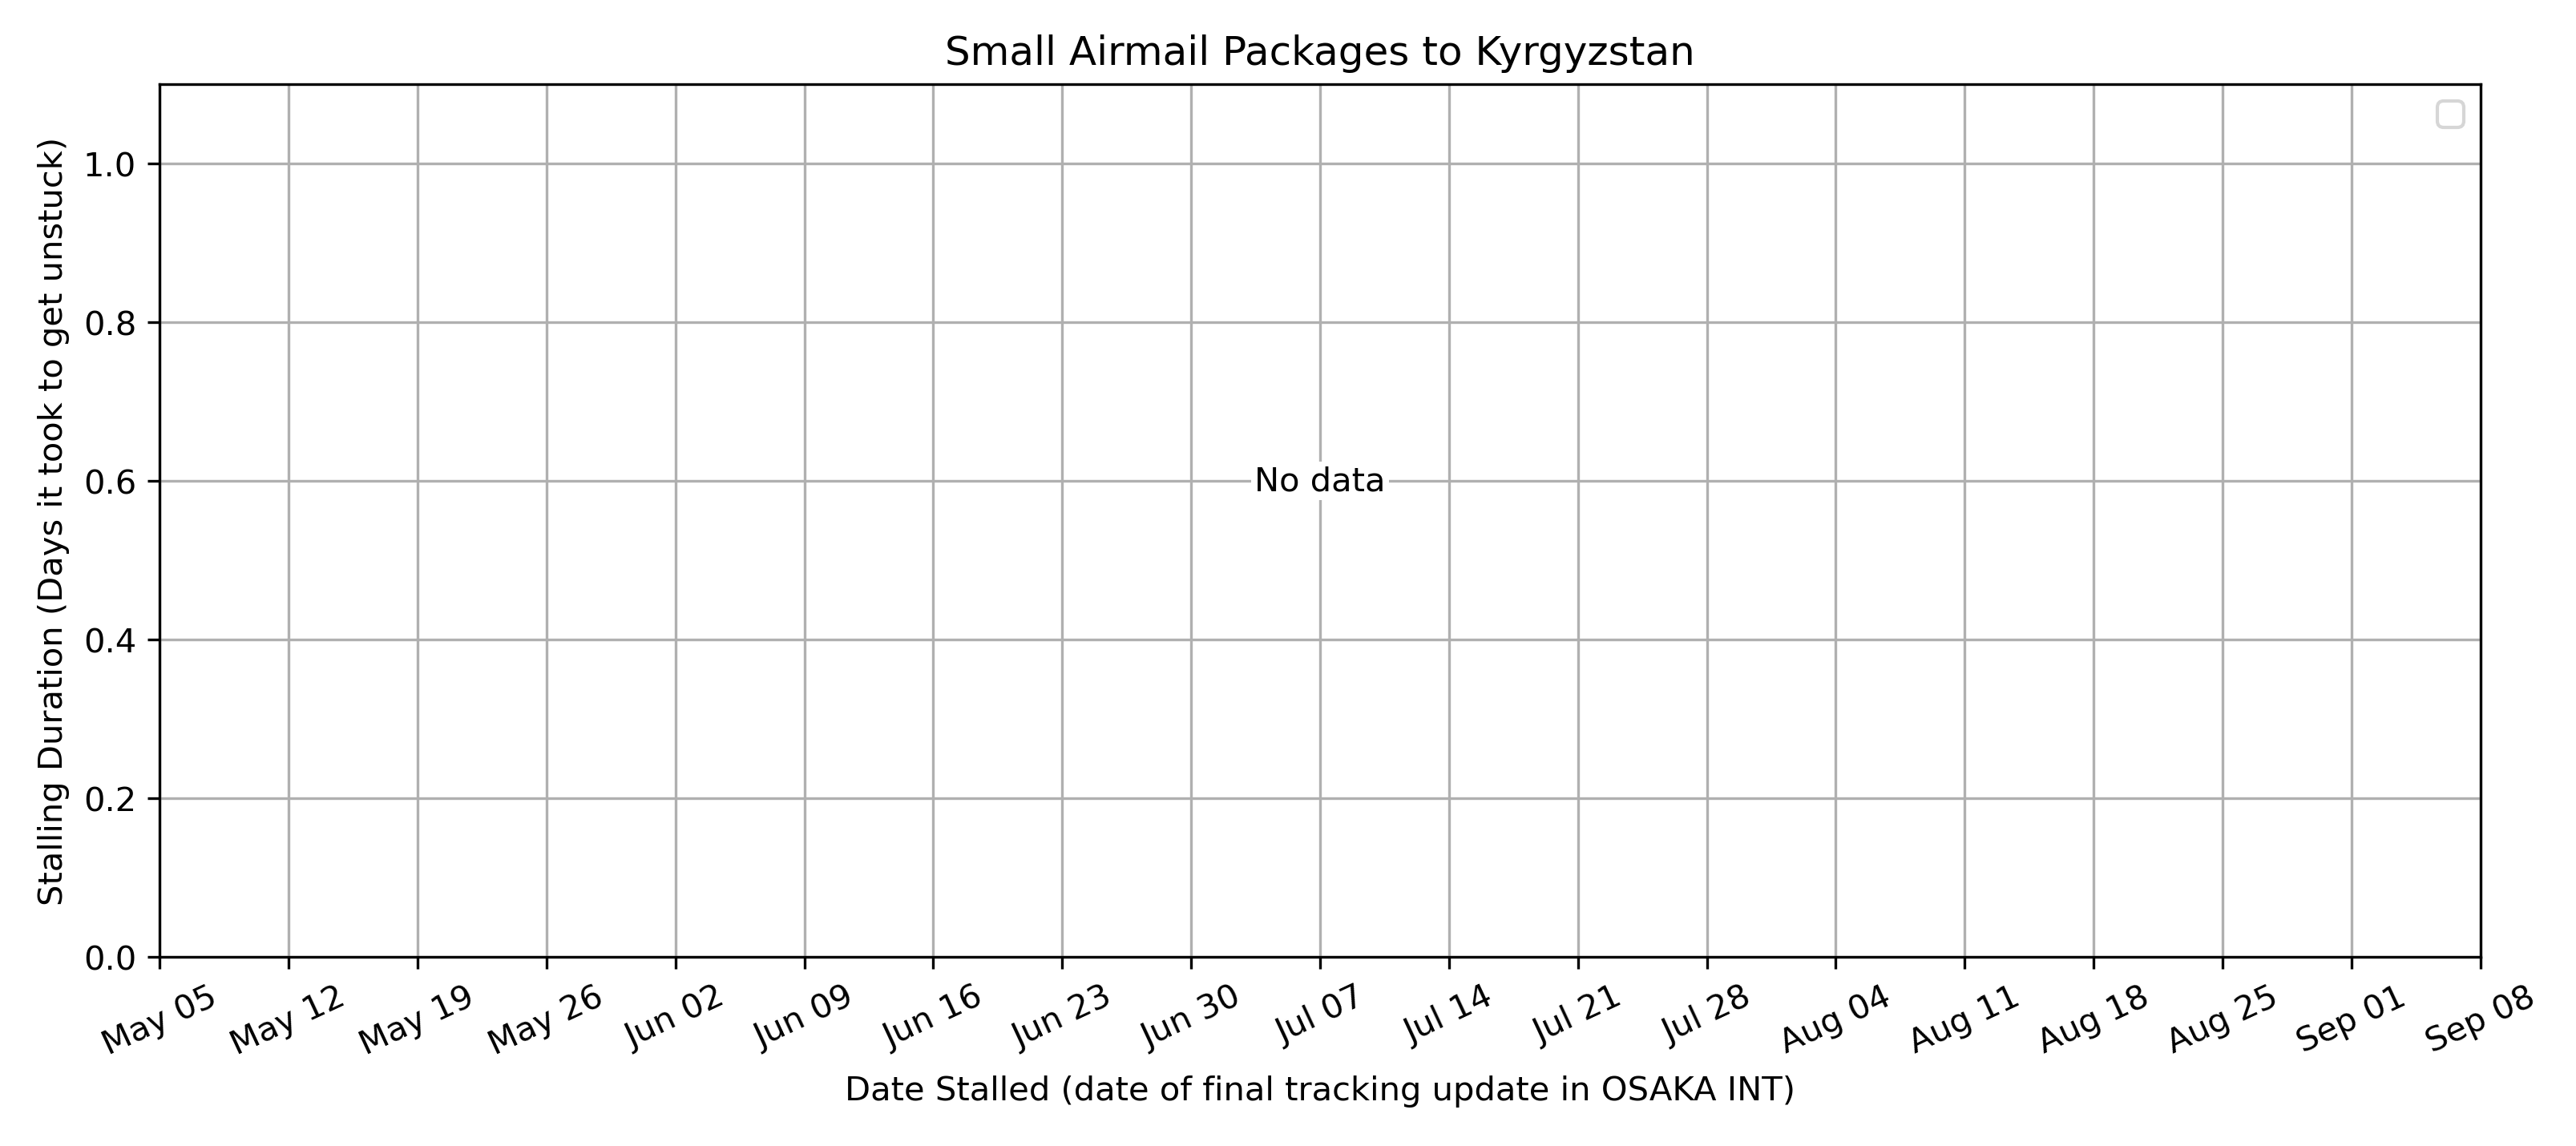 Small Airmail Packages to Kyrgyzstan
Stalling Duration (Days it took to get unstuck)
1.0
0.8
0.6
0.4
0.2
0.0
No data
May 05
May 12
May 19
May 26
Jun 02
Jun 09
Jun 16
Jun 23
Jun 30
Jul 07
Jul 14
Jul 21
Jul 28
Aug 04
Aug 11
Aug 18
Aug 25
Sep 01
Sep 08
Date Stalled (date of final tracking update in OSAKA INT)